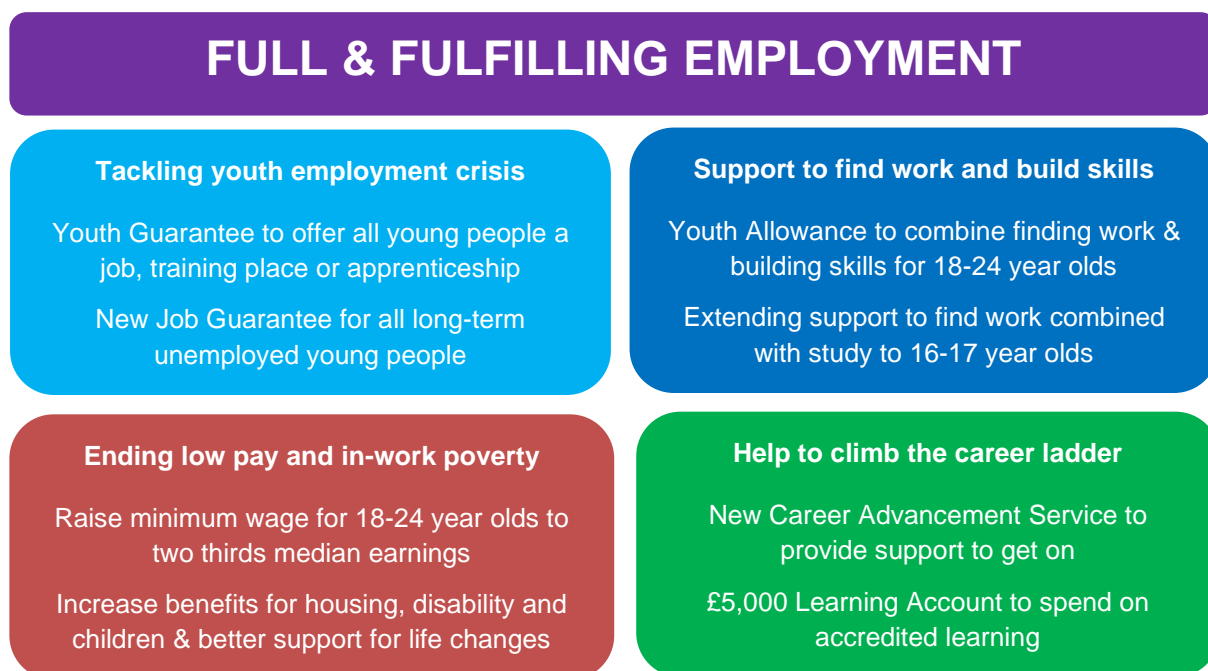 FULL & FULFILLING EMPLOYMENT
Tackling youth employment crisis
Youth Guarantee to offer all young people a
job, training place or apprenticeship
New Job Guarantee for all long-term
unemployed young people
Support to find work and build skills
Youth Allowance to combine finding work &
building skills for 18-24 year olds
Extending support to find work combined
with study to 16-17 year olds
Ending low pay and in-work poverty
Raise minimum wage for 18-24 year olds to
two thirds median earnings
Increase benefits for housing, disability and
children & better support for life changes
Help to climb the career ladder
New Career Advancement Service to
provide support to get on
£5,000 Learning Account to spend on
accredited learning